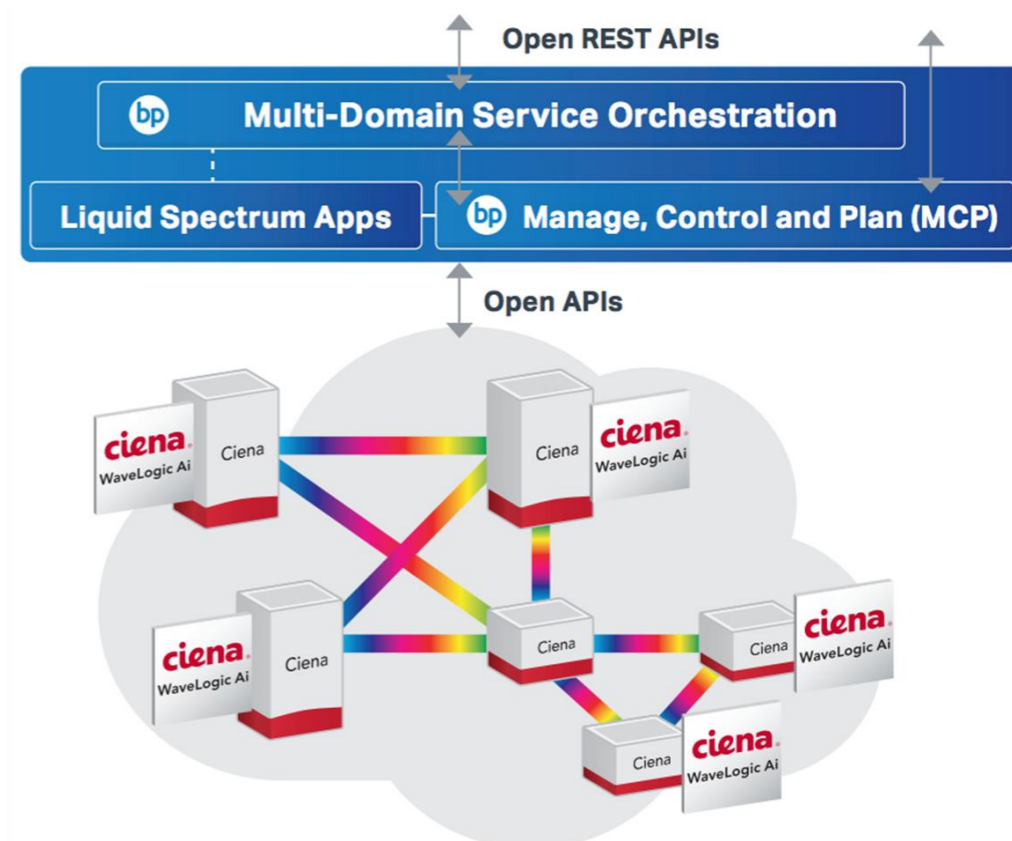 Open REST APIs
bp Multi-Domain Service Orchestration
Liquid Spectrum Apps
bp Manage, Control and Plan (MCP)
Open APIs
ciena.
WaveLogic Ai
Ciena
Ciena
ciena.
WaveLogic Ai
ciena.
WaveLogic Ai
Ciena
Ciena
Ciena
ciena.
WaveLogic Ai
Ciena
ciena.
WaveLogic Ai